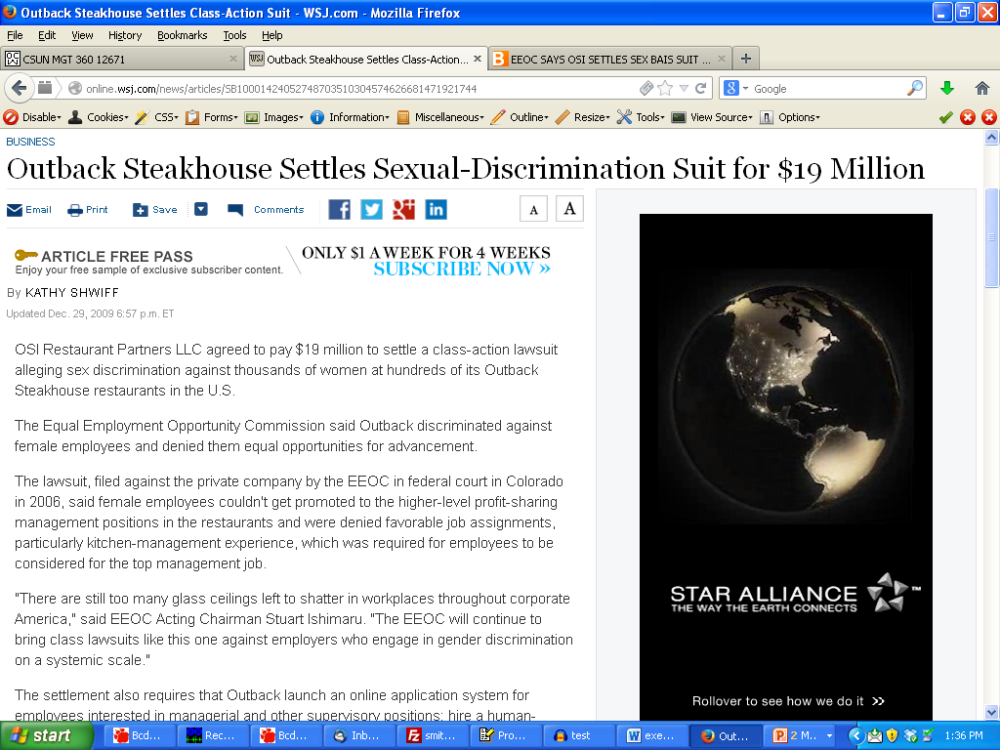 Outback Steakhouse Settles Class-Action Suit - WSJ.com - Mozilla Firefox
File Edit View History Bookmarks Tools Help
CSUN MGT 360 12671
WSJ Outback Steakhouse Settles Class-Action...
EEOC SAYS OSI SETTLES SEX BAIS SUIT ...
online.wsj.com/news/articles/SB10001424052748703510304574626681471921744
Google
Disable Cookies CSS Forms Images Information Miscellaneous Outline Resize Tools View Source Options
BUSINESS
Outback Steakhouse Settles Sexual-Discrimination Suit for $19 Million
Email Print Save Comments A A
ARTICLE FREE PASS
Enjoy your free sample of exclusive subscriber content.
ONLY $1 A WEEK FOR 4 WEEKS
SUBSCRIBE NOW »
By KATHY SHWIFF
Updated Dec. 29, 2009 6:57 p.m. ET
OSI Restaurant Partners LLC agreed to pay $19 million to settle a class-action lawsuit
alleging sex discrimination against thousands of women at hundreds of its Outback
Steakhouse restaurants in the U.S.
The Equal Employment Opportunity Commission said Outback discriminated against
female employees and denied them equal opportunities for advancement.
The lawsuit, filed against the private company by the EEOC in federal court in Colorado
in 2006, said female employees couldn't get promoted to the higher-level profit-sharing
management positions in the restaurants and were denied favorable job assignments,
particularly kitchen-management experience, which was required for employees to be
considered for the top management job.
"There are still too many glass ceilings left to shatter in workplaces throughout corporate
America," said EEOC Acting Chairman Stuart Ishimaru. "The EEOC will continue to
bring class lawsuits like this one against employers who engage in gender discrimination
on a systemic scale."
The settlement also requires that Outback launch an online application system for
employees interested in managerial and other supervisory positions; hire a human-
STAR ALLIANCE ™
THE WAY THE EARTH CONNECTS
Rollover to see how we do it »
start
Bcd...
Rec...
Bcd...
Inb...
smit...
Pro...
test
exe...
Out...
2 M...
1:36 PM